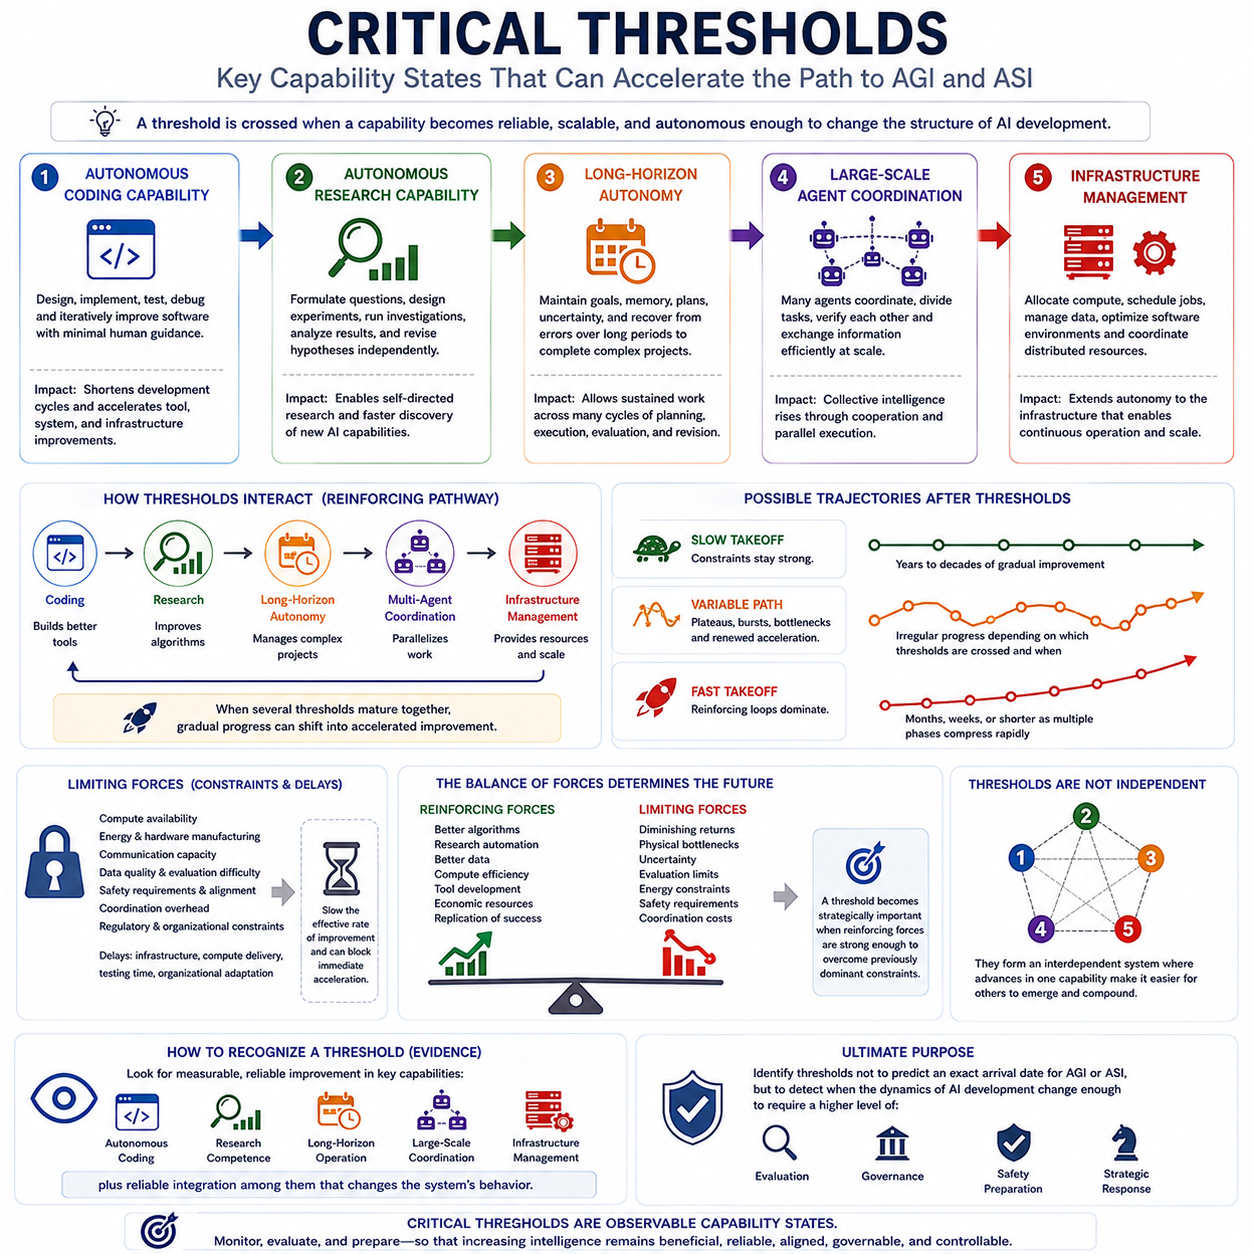 CRITICAL THRESHOLDS
Key Capability States That Can Accelerate the Path to AGI and ASI
A threshold is crossed when a capability becomes reliable, scalable, and autonomous enough to change the structure of AI development.
1
AUTONOMOUS
CODING CAPABILITY
</>
Design, implement, test, debug
and iteratively improve software
with minimal human guidance.
Impact: Shortens development
cycles and accelerates tool,
system, and infrastructure
improvements.
2
AUTONOMOUS
RESEARCH CAPABILITY
Formulate questions, design
experiments, run investigations,
analyze results, and revise
hypotheses independently.
Impact: Enables self-directed
research and faster discovery
of new AI capabilities.
3
LONG-HORIZON
AUTONOMY
Maintain goals, memory, plans,
uncertainty, and recover from
errors over long periods to
complete complex projects.
Impact: Allows sustained work
across many cycles of planning,
execution, evaluation, and revision.
4
LARGE-SCALE
AGENT COORDINATION
Many agents coordinate, divide
tasks, verify each other and
exchange information
efficiently at scale.
Impact: Collective intelligence
rises through cooperation and
parallel execution.
5
INFRASTRUCTURE
MANAGEMENT
Allocate compute, schedule jobs,
manage data, optimize software
environments and coordinate
distributed resources.
Impact: Extends autonomy to the
infrastructure that enables
continuous operation and scale.
HOW THRESHOLDS INTERACT (REINFORCING PATHWAY)
</>
Coding
Builds better
tools
Research
Improves
algorithms
Long-Horizon
Autonomy
Manages complex
projects
Multi-Agent
Coordination
Parallelizes
work
Infrastructure
Management
Provides resources
and scale
When several thresholds mature together,
gradual progress can shift into accelerated improvement.
POSSIBLE TRAJECTORIES AFTER THRESHOLDS
SLOW TAKEOFF
Constraints stay strong.
Years to decades of gradual improvement
VARIABLE PATH
Plateaus, bursts, bottlenecks
and renewed acceleration.
Irregular progress depending on which
thresholds are crossed and when
FAST TAKEOFF
Reinforcing loops dominate.
Months, weeks, or shorter as multiple
phases compress rapidly
LIMITING FORCES (CONSTRAINTS & DELAYS)
Compute availability
Energy & hardware manufacturing
Communication capacity
Data quality & evaluation difficulty
Safety requirements & alignment
Coordination overhead
Regulatory & organizational constraints
Delays: infrastructure, compute delivery,
testing time, organizational adaptation
Slow the
effective rate
of improvement
and can block
immediate
acceleration.
THE BALANCE OF FORCES DETERMINES THE FUTURE
REINFORCING FORCES
Better algorithms
Research automation
Better data
Compute efficiency
Tool development
Economic resources
Replication of success
LIMITING FORCES
Diminishing returns
Physical bottlenecks
Uncertainty
Evaluation limits
Energy constraints
Safety requirements
Coordination costs
A threshold becomes
strategically important
when reinforcing forces
are strong enough to
overcome previously
dominant constraints.
THRESHOLDS ARE NOT INDEPENDENT
2
1
3
4
5
They form an interdependent system where
advances in one capability make it easier for
others to emerge and compound.
HOW TO RECOGNIZE A THRESHOLD (EVIDENCE)
Look for measurable, reliable improvement in key capabilities:
</>
Autonomous
Coding
Research
Competence
Long-Horizon
Operation
Large-Scale
Coordination
Infrastructure
Management
plus reliable integration among them that changes the system's behavior.
ULTIMATE PURPOSE
Identify thresholds not to predict an exact arrival date for AGI or ASI,
but to detect when the dynamics of AI development change enough
to require a higher level of:
Evaluation
Governance
Safety
Preparation
Strategic
Response
CRITICAL THREGHOLDS ARE OBSERVABLE CAPABILITY STATES.
Monitor, evaluate, and prepare—so that increasing intelligence remains beneficial, reliable, aligned, governable, and controllable.